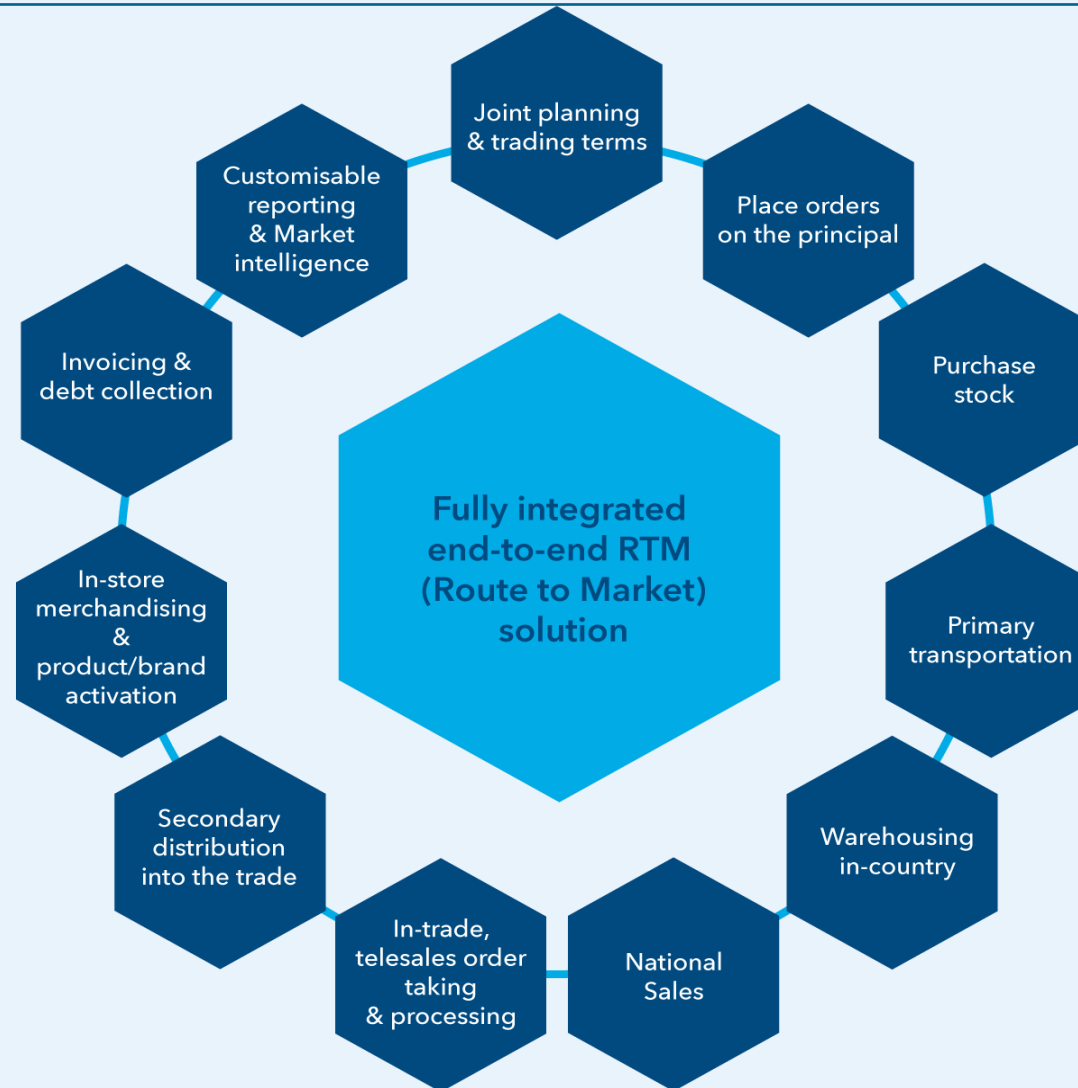 Joint planning
& trading terms
Place orders
on the principal
Purchase
stock
Primary
transportation
Warehousing
in-country
National
Sales
In-trade,
telesales order
taking
& processing
Secondary
distribution
into the trade
In-store
merchandising
&
product/brand
activation
Invoicing &
debt collection
Customisable
reporting
& Market
intelligence
Fully integrated
end-to-end RTM
(Route to Market)
solution